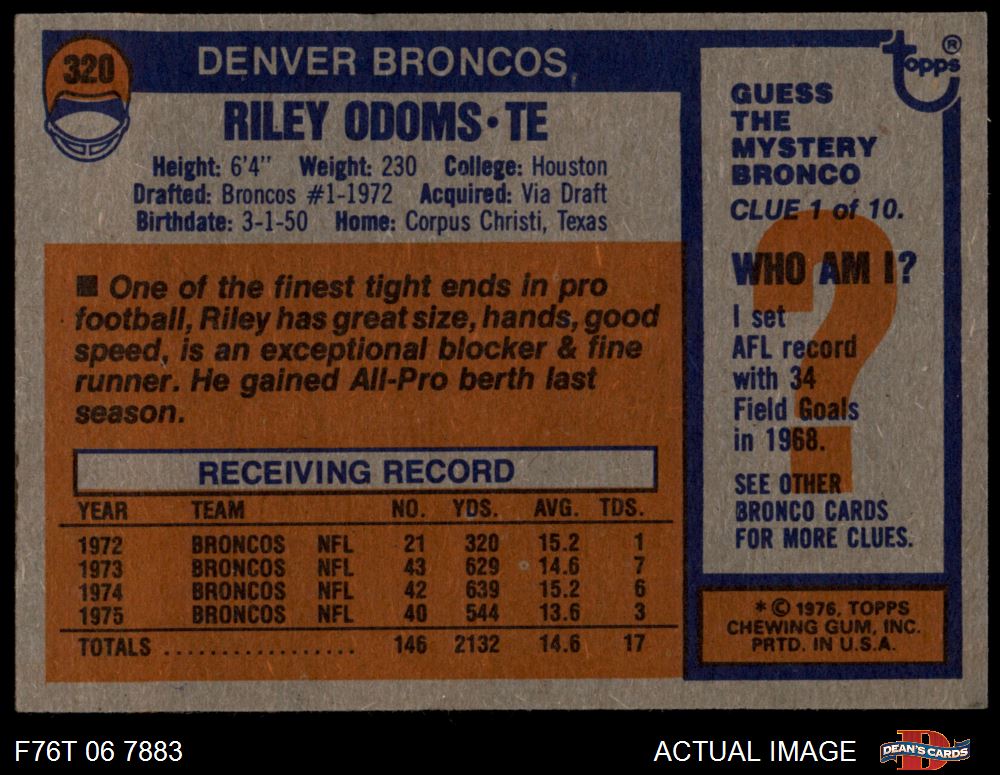 320
DENVER BRONCOS
RILEY ODOMS • TE
Height: 6'4" Weight: 230 College: Houston
Drafted: Broncos #1-1972 Acquired: Via Draft
Birthdate: 3-1-50 Home: Corpus Christi, Texas
■ One of the finest tight ends in pro
football, Riley has great size, hands, good
speed, is an exceptional blocker & fine
runner. He gained All-Pro berth last
season.
RECEIVING RECORD
YEAR TEAM NO. YDS. AVG. TDS.
1972 BRONCOS NFL 21 320 15.2 1
1973 BRONCOS NFL 43 629 14.6 7
1974 BRONCOS NFL 42 639 15.2 6
1975 BRONCOS NFL 40 544 13.6 3
TOTALS ................. 146 2132 14.6 17
topps ®
GUESS
THE
MYSTERY
BRONCO
CLUE 1 of 10.
WHO AM I?
?
I set
AFL record
with 34
Field Goals
in 1968.
SEE OTHER
BRONCO CARDS
FOR MORE CLUES.
* © 1976, TOPPS
CHEWING GUM, INC.
PRTD. IN U.S.A.
F76T 06 7883
ACTUAL IMAGE
D
DEAN'S CARDS